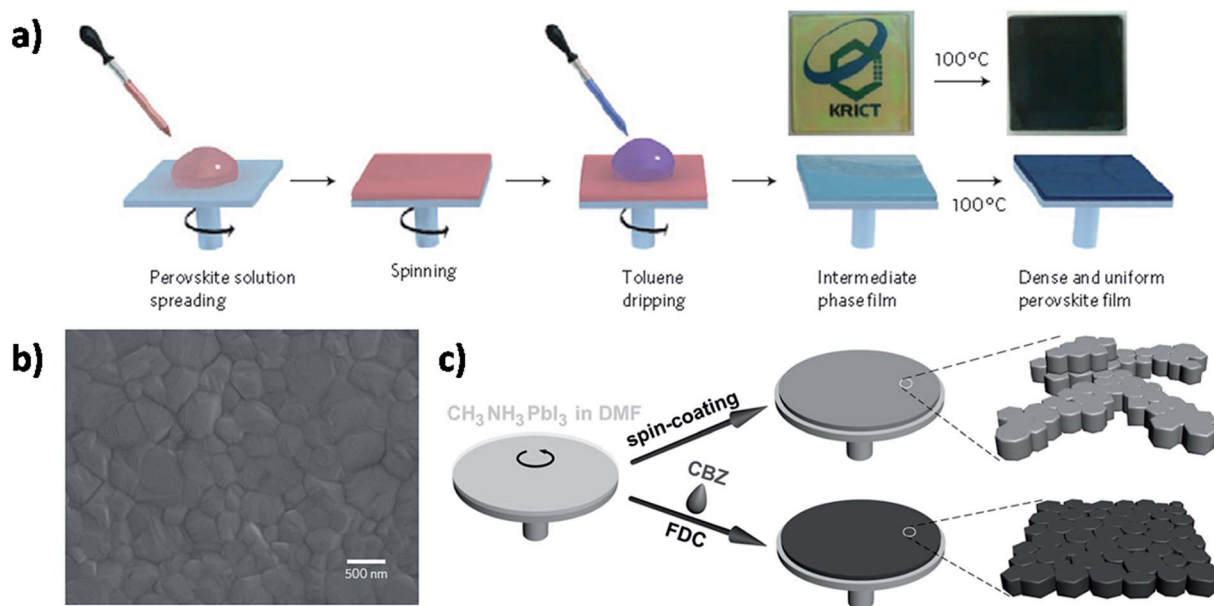 a)
KRICT
100°C
Perovskite solution
spreading
Spinning
Toluene
dripping
Intermediate
phase film
100°C
Dense and uniform
perovskite film
b)
500 nm
c)
CH₃NH₃PbI₃ in DMF
spin-coating
CBZ
FDC